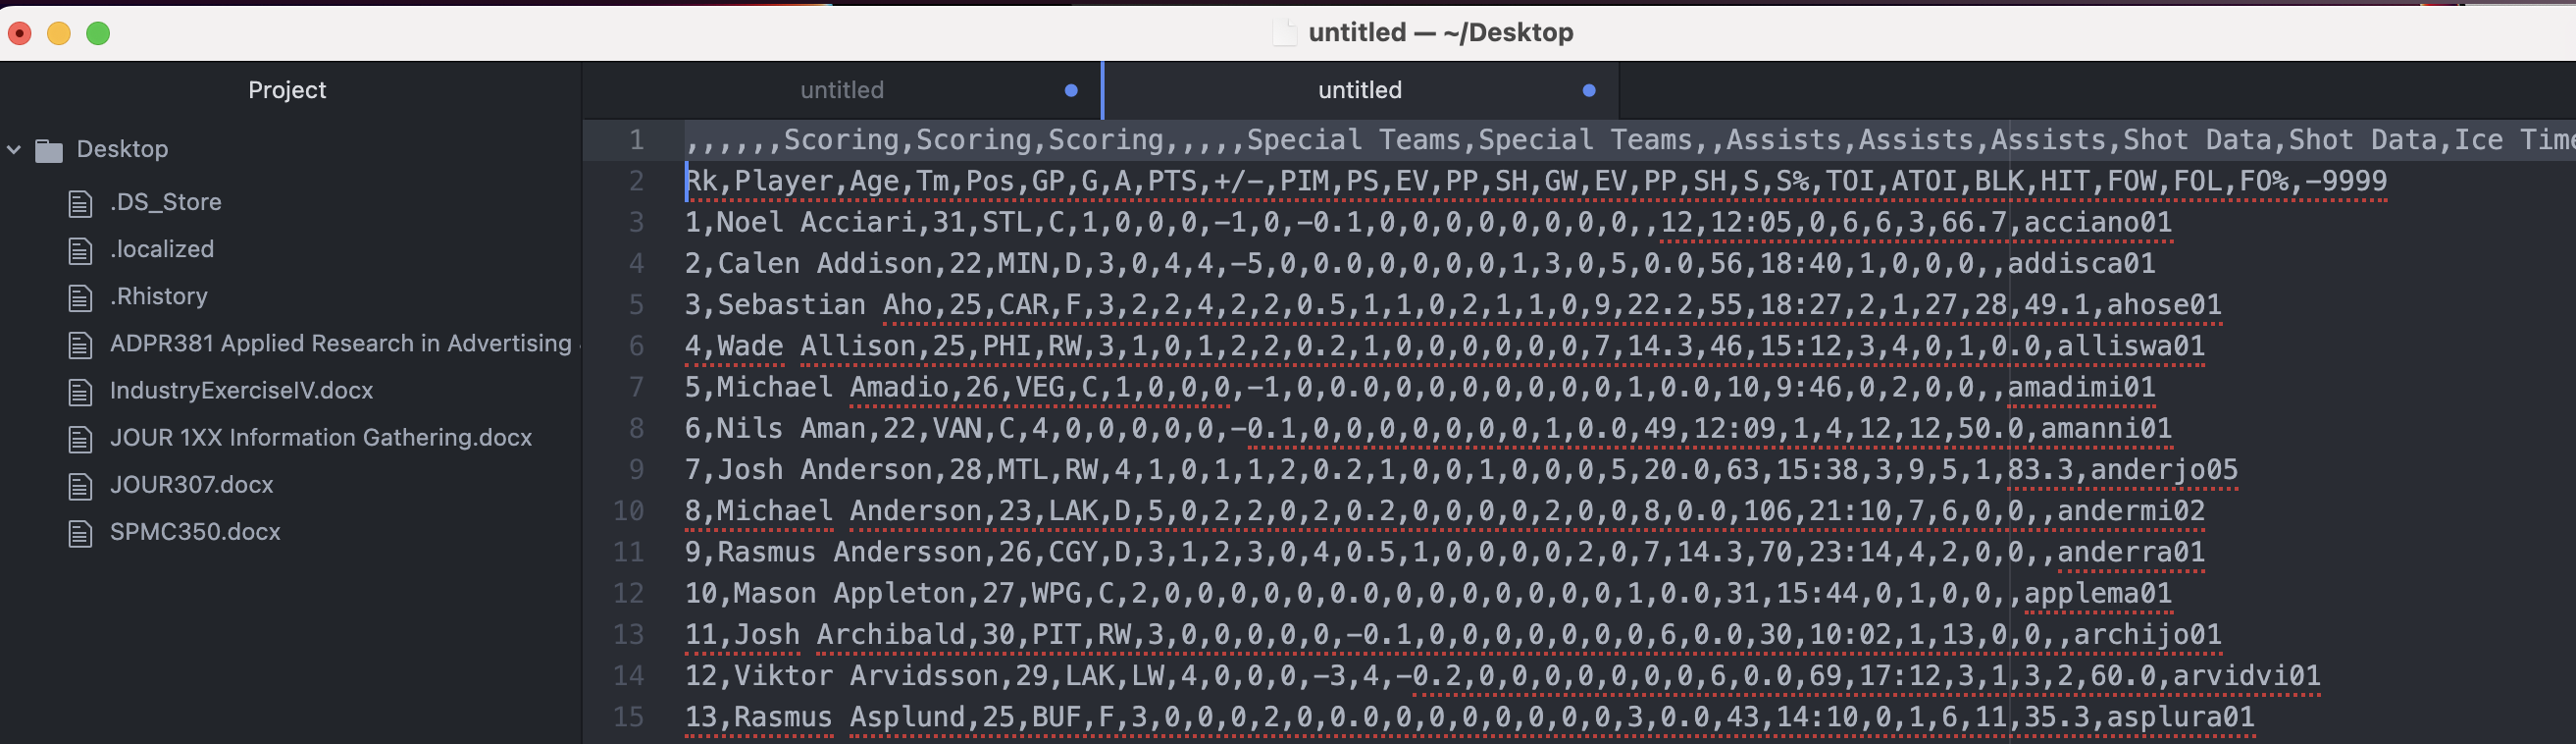 untitled — ~/Desktop
Project
untitled
untitled
Desktop
.DS_Store
.localized
.Rhistory
ADPR381 Applied Research in Advertising
IndustryExerciseIV.docx
JOUR 1XX Information Gathering.docx
JOUR307.docx
SPMC350.docx
1 ,,,,,,Scoring,Scoring,Scoring,,,,,Special Teams,Special Teams,,Assists,Assists,Assists,Shot Data,Shot Data,Ice Time
2 Rk,Player,Age,Tm,Pos,GP,G,A,PTS,+/-,PIM,PS,EV,PP,SH,GW,EV,PP,SH,S,S%,TOI,ATOI,BLK,HIT,FOW,FOL,FO%,-9999
3 1,Noel Acciari,31,STL,C,1,0,0,0,-1,0,-0.1,0,0,0,0,0,0,0,0,,12,12:05,0,6,6,3,66.7,acciano01
4 2,Calen Addison,22,MIN,D,3,0,4,4,-5,0,0.0,0,0,0,0,1,3,0,5,0.0,56,18:40,1,0,0,0,,addisca01
5 3,Sebastian Aho,25,CAR,F,3,2,2,4,2,2,0.5,1,1,0,2,1,1,0,9,22.2,55,18:27,2,1,27,28,49.1,ahose01
6 4,Wade Allison,25,PHI,RW,3,1,0,1,2,2,0.2,1,0,0,0,0,0,0,7,14.3,46,15:12,3,4,0,1,0.0,alliswa01
7 5,Michael Amadio,26,VEG,C,1,0,0,0,-1,0,0.0,0,0,0,0,0,0,0,1,0.0,10,9:46,0,2,0,0,,amadimi01
8 6,Nils Aman,22,VAN,C,4,0,0,0,0,0,-0.1,0,0,0,0,0,0,0,1,0.0,49,12:09,1,4,12,12,50.0,amanni01
9 7,Josh Anderson,28,MTL,RW,4,1,0,1,1,2,0.2,1,0,0,1,0,0,0,5,20.0,63,15:38,3,9,5,1,83.3,anderjo05
10 8,Michael Anderson,23,LAK,D,5,0,2,2,0,2,0.2,0,0,0,0,2,0,0,8,0.0,106,21:10,7,6,0,0,,andermi02
11 9,Rasmus Andersson,26,CGY,D,3,1,2,3,0,4,0.5,1,0,0,0,0,2,0,7,14.3,70,23:14,4,2,0,0,,anderra01
12 10,Mason Appleton,27,WPG,C,2,0,0,0,0,0,0.0,0,0,0,0,0,0,0,1,0.0,31,15:44,0,1,0,0,,applema01
13 11,Josh Archibald,30,PIT,RW,3,0,0,0,0,0,-0.1,0,0,0,0,0,0,0,6,0.0,30,10:02,1,13,0,0,,archijo01
14 12,Viktor Arvidsson,29,LAK,LW,4,0,0,0,-3,4,-0.2,0,0,0,0,0,0,0,6,0.0,69,17:12,3,1,3,2,60.0,arvidvi01
15 13,Rasmus Asplund,25,BUF,F,3,0,0,0,2,0,0.0,0,0,0,0,0,0,0,3,0.0,43,14:10,0,1,6,11,35.3,asplura01